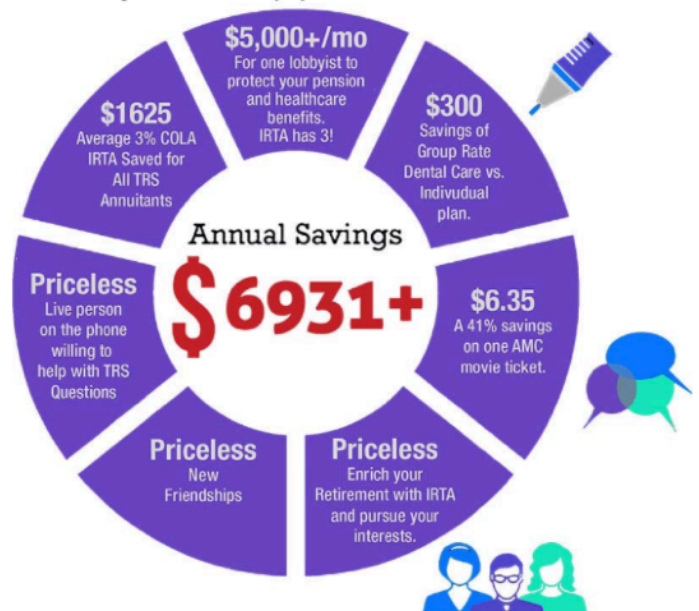 $5,000+/mo
For one lobbyist to
protect your pension
and healthcare
benefits.
IRTA has 3!
$300
Savings of
Group Rate
Dental Care vs.
Indivudual
plan.
$6.35
A 41% savings
on one AMC
movie ticket.
Priceless
Enrich your
Retirement with IRTA
and pursue your
interests.
Priceless
New
Friendships
Priceless
Live person
on the phone
willing to
help with TRS
Questions
$1625
Average 3% COLA
IRTA Saved for
All TRS
Annuitants
Annual Savings
$6931+